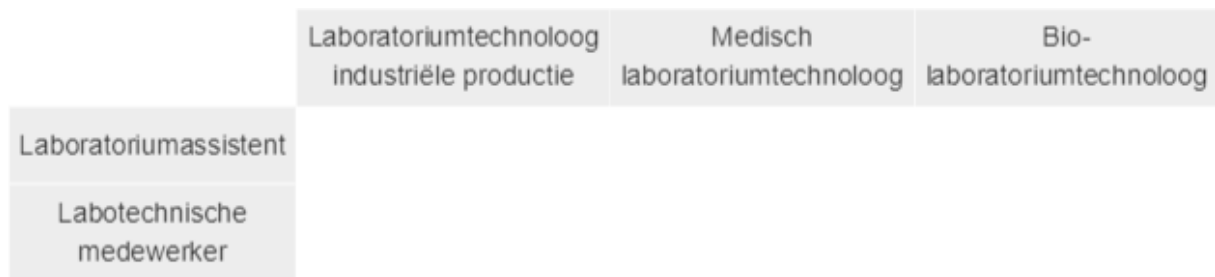 Laboratoriumtechnoloog
industriële productie
Medisch
laboratoriumtechnoloog
Bio-
laboratoriumtechnoloog
Laboratoriumassistent
Labotechnische
medewerker